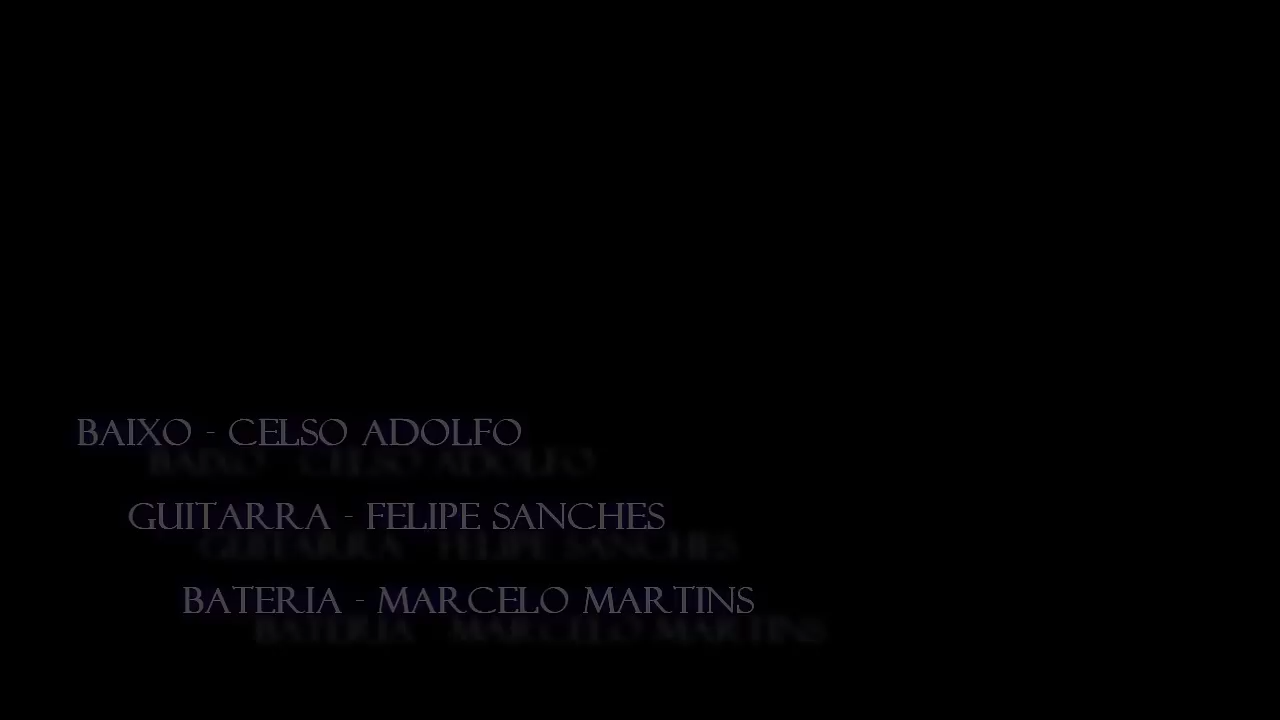 BAIXO - CELSO ADOLFO
GUITARRA - FELIPE SANCHES
BATERIA - MARCELO MARTINS